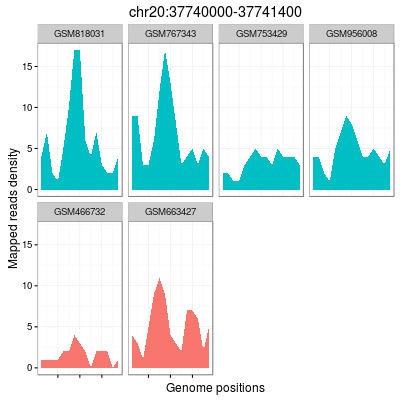 chr20:37740000-37741400
GSM818031 GSM767343 GSM753429 GSM956008
15
10
5
0
GSM466732 GSM663427
15
10
5
0
Mapped reads density
Genome positions